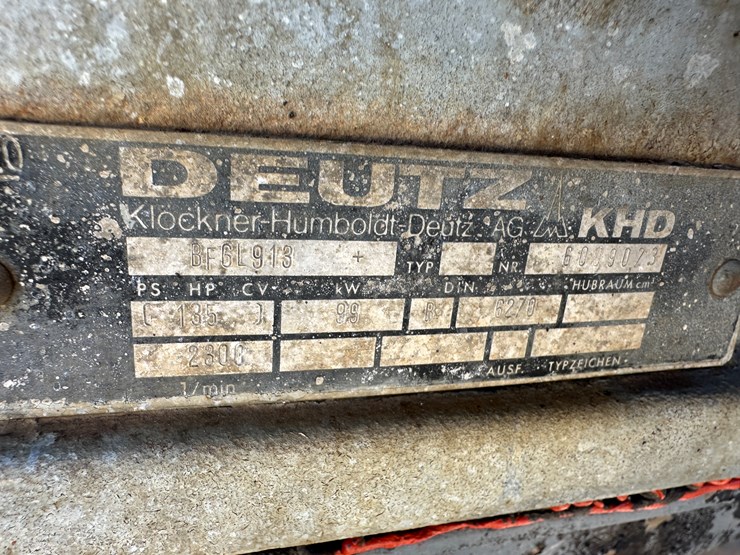 DEUTZ
Klöckner-Humboldt-Deutz AG KHD
BF6L913 + TYP NR.
PS HP CV kW DIN HUBRAUM cm³
[ 135 ] 99 R 6270
2300
1/min AUSF. TYPZEICHEN